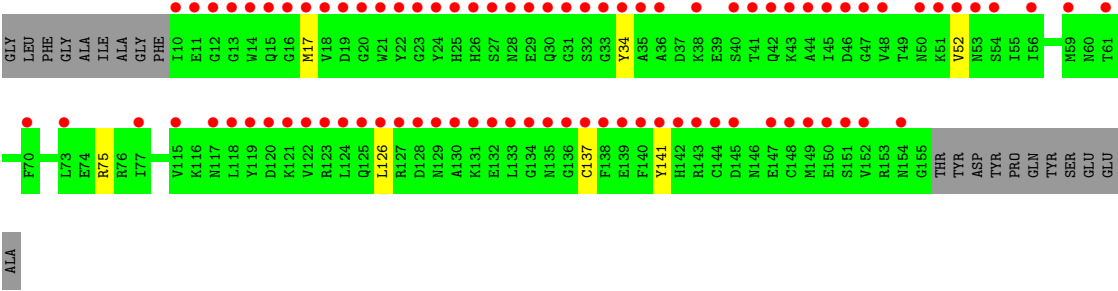 GLY LEU PHE GLY ALA ILE ALA GLY PHE I10 E11 G12 G13 W14 Q15 G16 M17 V18 D19 G20 W21 Y22 G23 Y24 H25 H26 S27 N28 E29 Q30 G31 S32 G33 Y34 A35 A36 D37 K38 E39 S40 T41 Q42 K43 A44 I45 D46 G47 V48 T49 N50 K51 V52 N53 S54 I55 I56 M59 N60 T61
F70 L73 E74 R75 R76 I77 V115 K116 N117 L118 Y119 D120 K121 V122 R123 L124 Q125 L126 R127 D128 N129 A130 K131 E132 L133 G134 N135 G136 C137 F138 E139 F140 Y141 H142 R143 C144 D145 N146 E147 C148 M149 E150 S151 V152 R153 N154 G155 THR TYR ASP TYR PRO GLN TYR SER GLU GLU
ALA